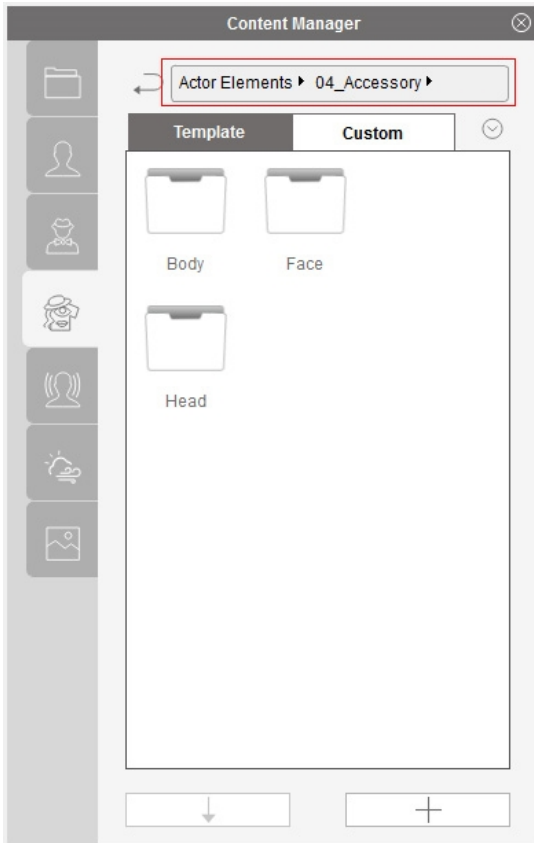 Content Manager
Actor Elements 04_Accessory
Template Custom
Body Face
Head